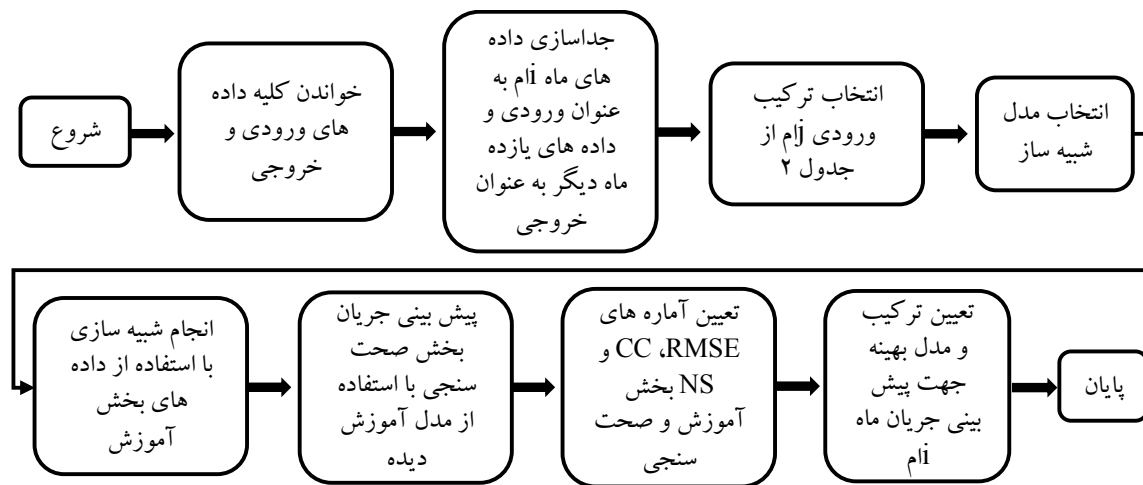 شروع
خواندن کلیه داده
های ورودی و
خروجی
جداسازی داده
های ماه iام به
عنوان ورودی و
داده های یازده
ماه دیگر به عنوان
خروجی
انتخاب ترکیب
ورودی jام از
جدول ۲
انتخاب مدل
شبیه ساز
انجام شبیه سازی
با استفاده از داده
های بخش
آموزش
پیش بینی جریان
بخش صحت
سنجی با استفاده
از مدل آموزش
دیده
تعیین آماره های
CC ،RMSE و
NS بخش
آموزش و صحت
سنجی
تعیین ترکیب
و مدل بهینه
جهت پیش
بینی جریان ماه
iام
پایان